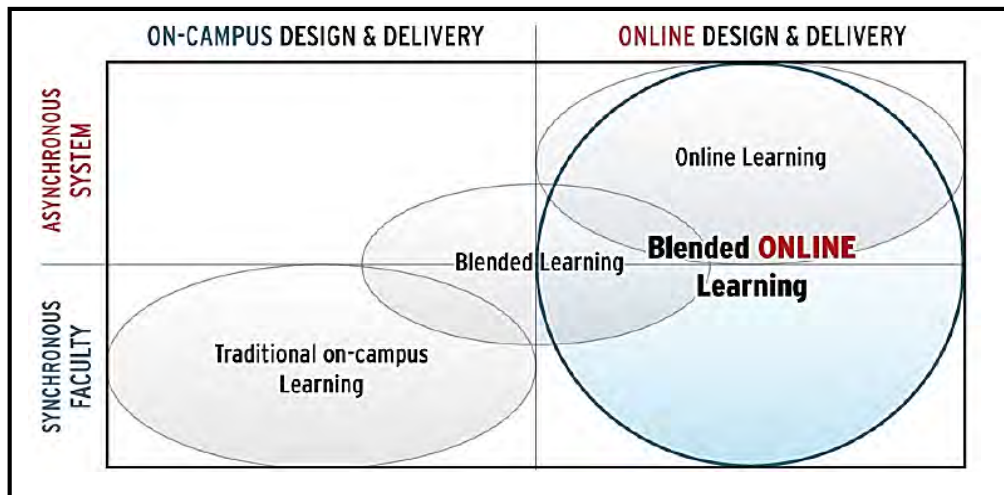 ON-CAMPUS DESIGN & DELIVERY
ONLINE DESIGN & DELIVERY
ASYNCHRONOUS
SYSTEM
Online Learning
Blended ONLINE
Learning
Blended Learning
SYNCHRONOUS
FACULTY
Traditional on-campus
Learning